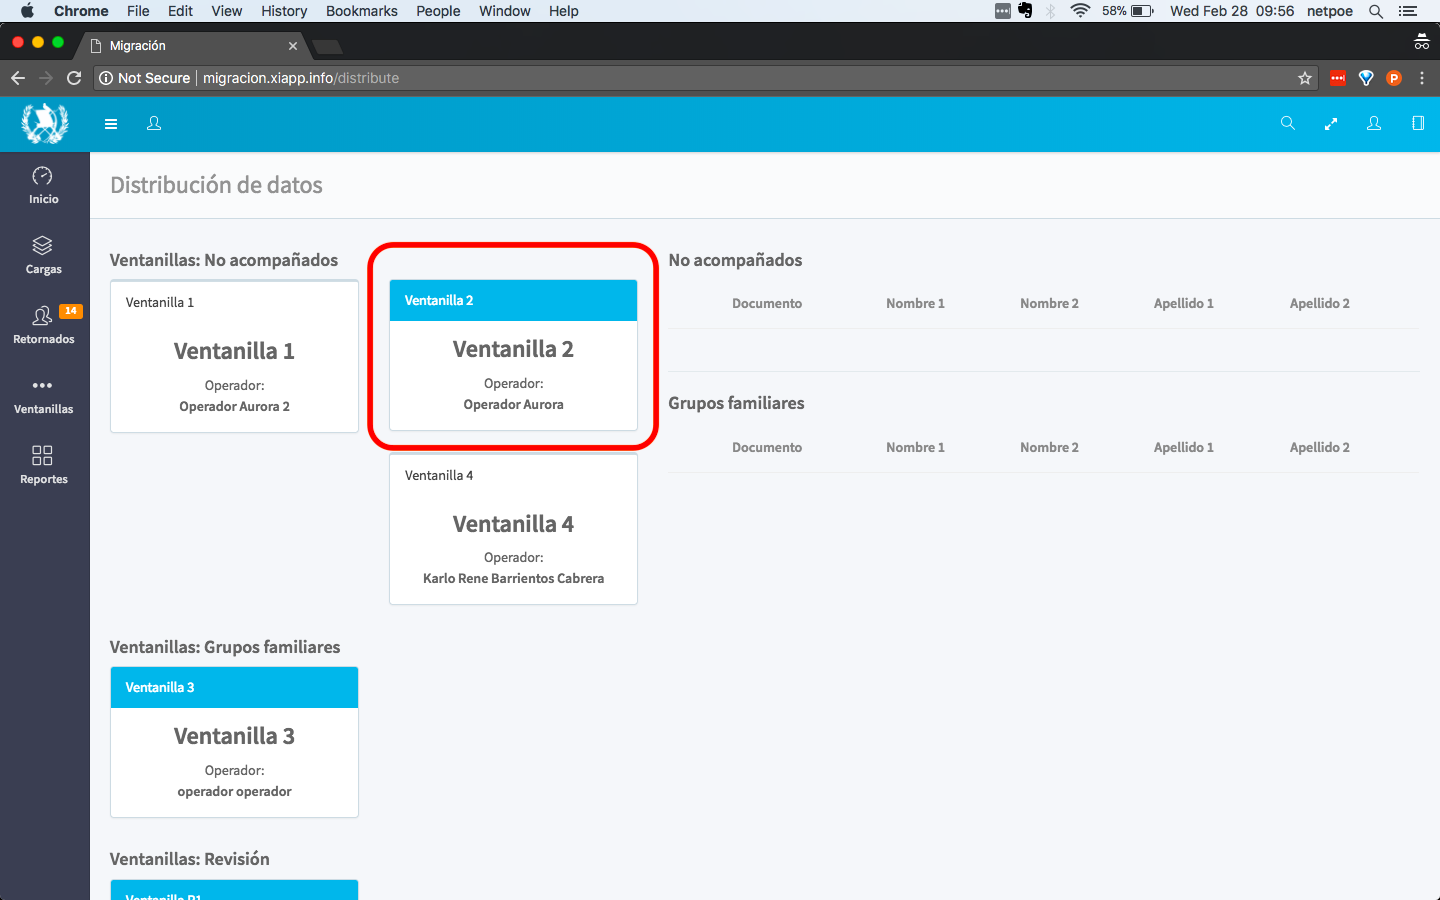 Chrome File Edit View History Bookmarks People Window Help 58% Wed Feb 28 09:56 netpoe
Migración
Not Secure migracion.xiapp.info/distribute
P
Inicio
Cargas
14
Retornados
Ventanillas
Reportes
Distribución de datos
Ventanillas: No acompañados
Ventanilla 1
Ventanilla 1
Operador:
Operador Aurora 2
Ventanilla 2
Ventanilla 2
Operador:
Operador Aurora
Ventanilla 4
Ventanilla 4
Operador:
Karlo Rene Barrientos Cabrera
Ventanillas: Grupos familiares
Ventanilla 3
Ventanilla 3
Operador:
operador operador
Ventanillas: Revisión
Ventanilla R1
No acompañados
Documento Nombre 1 Nombre 2 Apellido 1 Apellido 2
Grupos familiares
Documento Nombre 1 Nombre 2 Apellido 1 Apellido 2